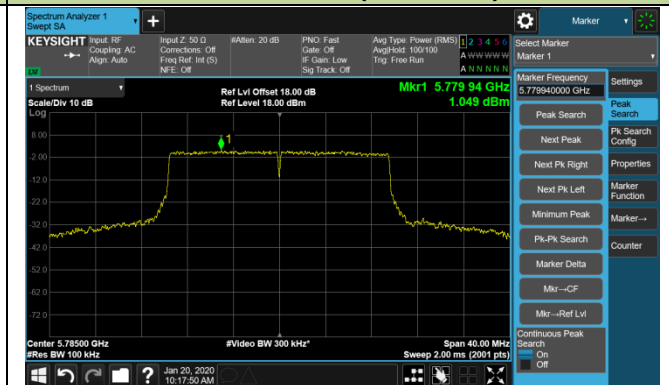 Spectrum Analyzer 1
Swept SA
Marker
KEYSIGHT
Input: RF
Coupling: AC
Align: Auto
Input Z: 50 Ω
Corrections: Off
Freq Ref: Int (S)
NFE: Off
#Atten: 20 dB
PNO: Fast
Gate: Off
IF Gain: Low
Sig Track: Off
Avg Type: Power (RMS)
Avg|Hold: 100/100
Trig: Free Run
1 2 3 4 5 6
A W W W W W
A N N N N N
LW
Select Marker
Marker 1
1 Spectrum
Scale/Div 10 dB
Log
Ref Lvl Offset 18.00 dB
Ref Level 18.00 dBm
Mkr1 5.779 94 GHz
1.049 dBm
1
8.00
-2.00
-12.0
-22.0
-32.0
-42.0
-52.0
-62.0
-72.0
Center 5.78500 GHz
#Res BW 100 kHz
#Video BW 300 kHz*
Span 40.00 MHz
Sweep 2.00 ms (2001 pts)
Marker Frequency
5.779940000 GHz
Peak Search
Next Peak
Next Pk Right
Next Pk Left
Minimum Peak
Pk-Pk Search
Marker Delta
Mkr→CF
Mkr→Ref Lvl
Continuous Peak
Search
On
Off
Settings
Peak
Search
Pk Search
Config
Properties
Marker
Function
Marker→
Counter
?
Jan 20, 2020
10:17:50 AM